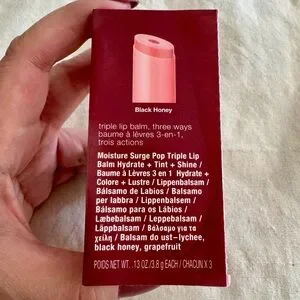 Black Honey
triple lip balm, three ways
baume à lèvres 3-en-1,
trois actions
Moisture Surge Pop Triple Lip
Balm Hydrate + Tint + Shine /
Baume à Lèvres 3 en 1 Hydrate +
Colore + Lustre / Lippenbalsam /
Bálsamo de Labios / Balsamo
per labbra / Lippenbalsem /
Bálsamo para os Lábios /
Læbebalsam / Leppebalsam /
Läppbalsam / Βάλσαμο για τα
χείλη / Balsam do ust–lychee,
black honey, grapefruit
POIDS NET WT. .13 OZ/3.8 g EACH / CHACUN X 3